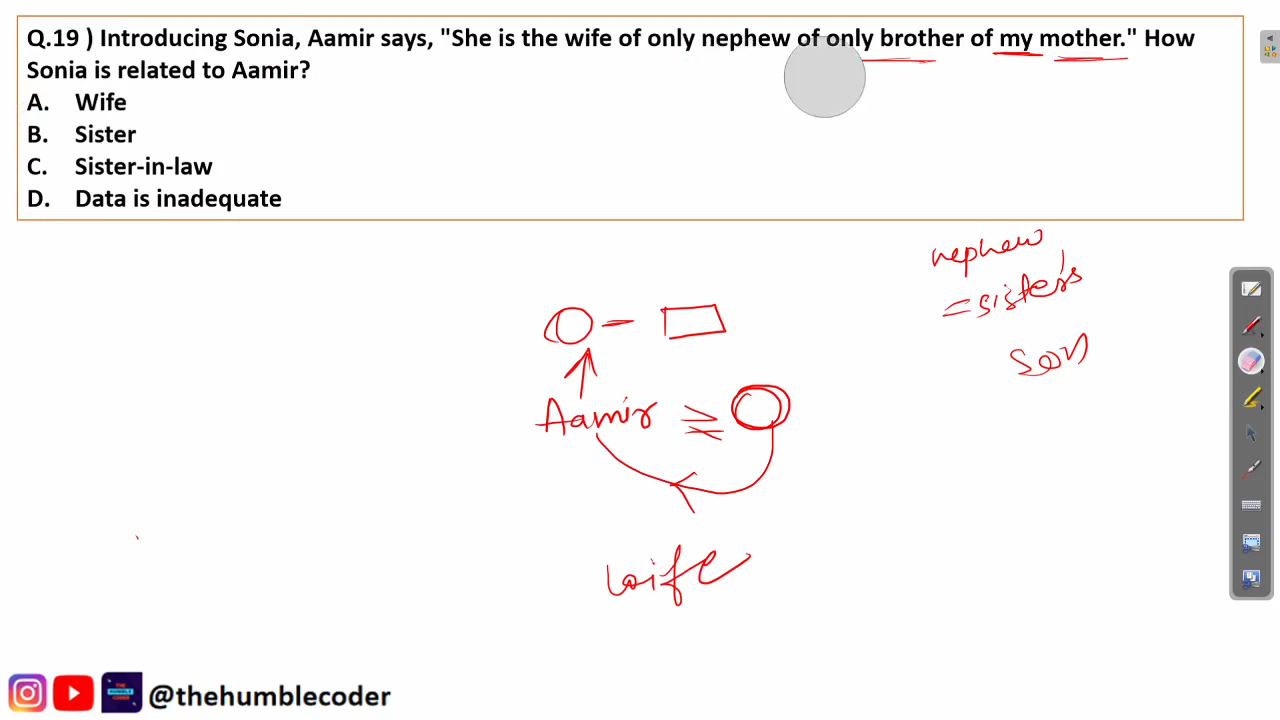 Q.19 ) Introducing Sonia, Aamir says, "She is the wife of only nephew of only brother of my mother." How
Sonia is related to Aamir?
A. Wife
B. Sister
C. Sister-in-law
D. Data is inadequate
nephew
=sister's
son
Aamir
wife
@thehumblecoder